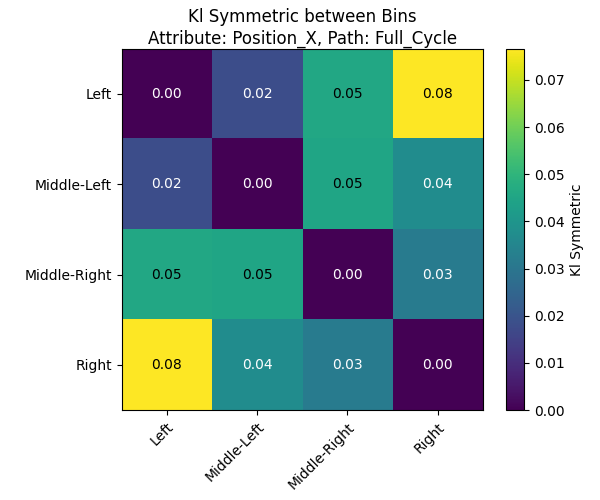 Kl Symmetric between Bins
Attribute: Position_X, Path: Full_Cycle
Left 0.00 0.02 0.05 0.08
Middle-Left 0.02 0.00 0.05 0.04
Middle-Right 0.05 0.05 0.00 0.03
Right 0.08 0.04 0.03 0.00
Left Middle-Left Middle-Right Right
0.07
0.06
0.05
0.04
0.03
0.02
0.01
0.00
Kl Symmetric